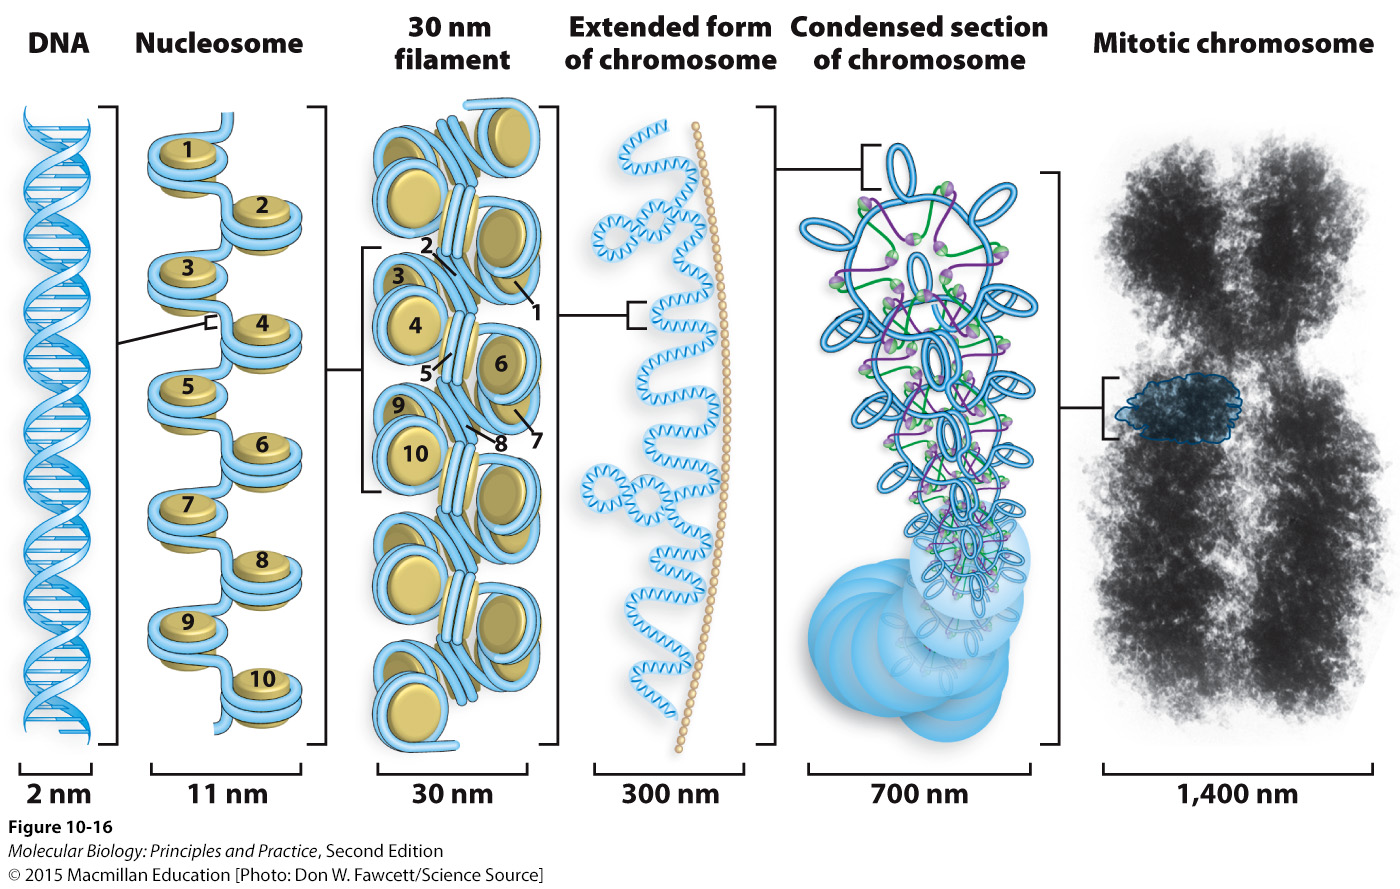 DNA
Nucleosome
30 nm
filament
Extended form
of chromosome
Condensed section
of chromosome
Mitotic chromosome
1
2
3
4
5
6
7
8
9
10
2
3
1
4
5
6
9
7
8
10
2 nm
11 nm
30 nm
300 nm
700 nm
1,400 nm
Figure 10-16
Molecular Biology: Principles and Practice, Second Edition
© 2015 Macmillan Education [Photo: Don W. Fawcett/Science Source]